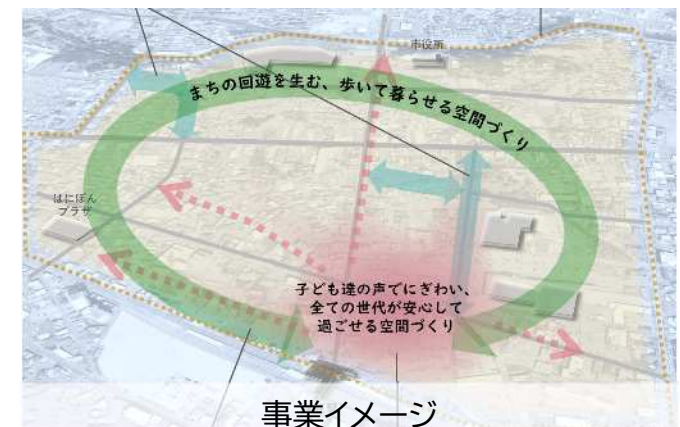 市役所
まちの回遊を生む、歩いて暮らせる空間づくり
はにぽん
プラザ
子ども達の声でにぎわい、
全ての世代が安心して
過ごせる空間づくり
事業イメージ